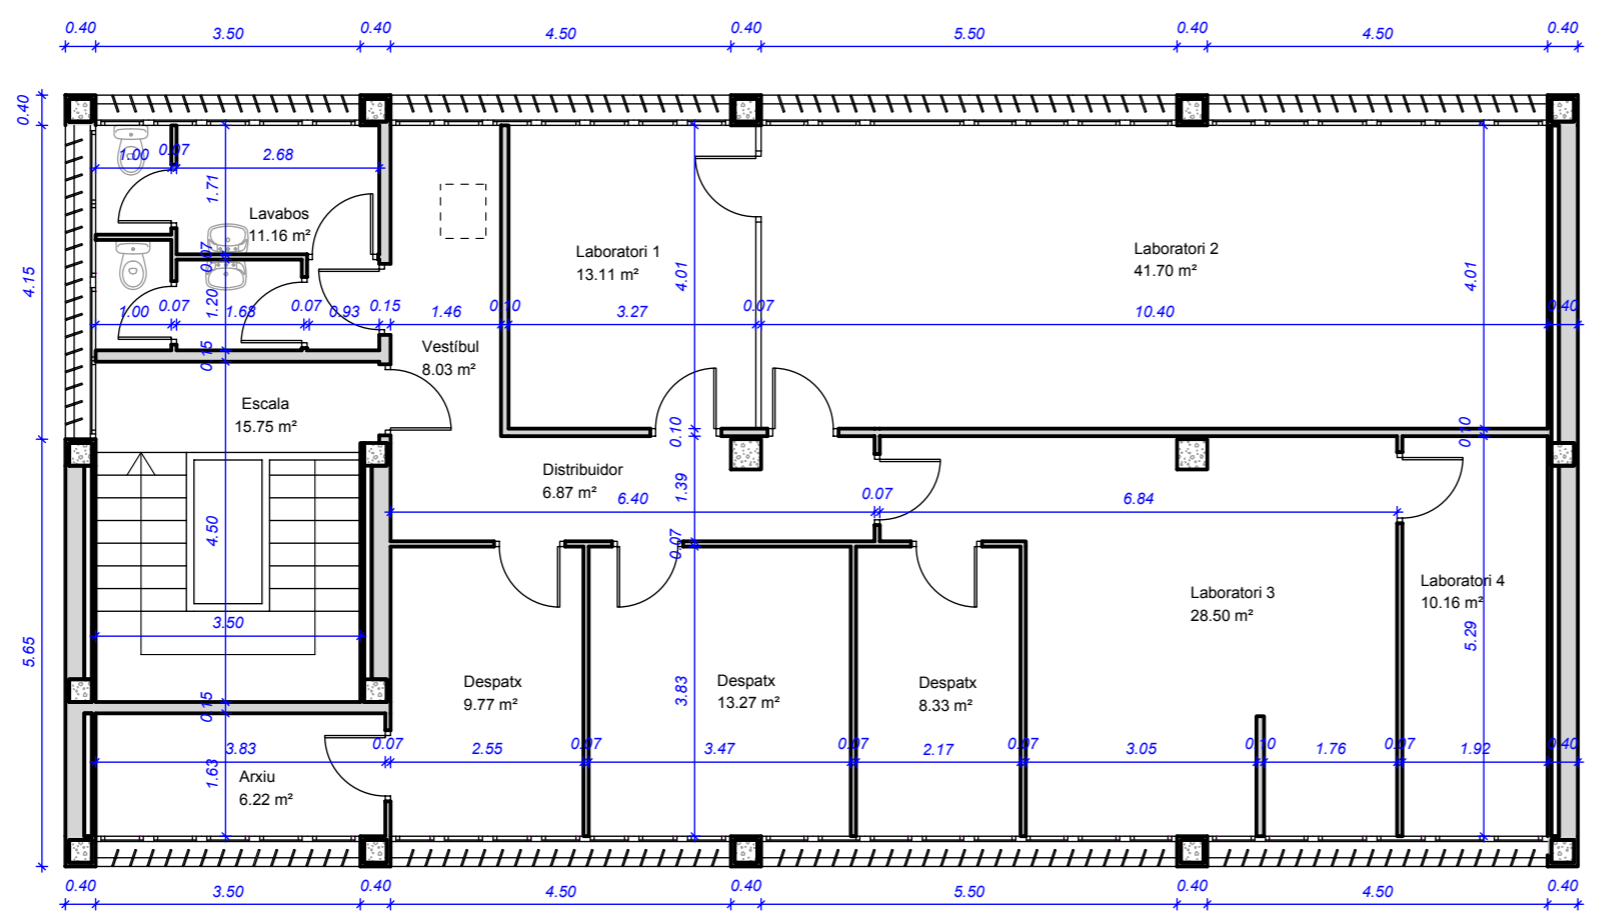 0.40 3.50 0.40 4.50 0.40 5.50 0.40 4.50 0.40
0.40
1.00 0.07 2.68
1.71
Lavabos
11.16 m²
Laboratori 1
13.11 m²
Laboratori 2
41.70 m²
4.15
0.07
1.20
4.01
4.01
1.00 0.07 1.68 0.07 0.93 0.15 1.46 0.10 3.27 0.07 10.40 0.40
0.15
Vestíbul
8.03 m²
Escala
15.75 m²
0.10
0.10
Distribuidor
6.87 m²
1.39
6.40 0.07 6.84
4.50
0.07
Laboratori 3
28.50 m²
Laboratori 4
10.16 m²
3.50
5.65
5.29
Despatx
9.77 m²
Despatx
13.27 m²
Despatx
8.33 m²
3.83
0.15
3.83 0.07 2.55 0.07 3.47 0.07 2.17 0.07 3.05 0.10 1.76 0.07 1.92 0.40
1.63
Arxiu
6.22 m²
0.40 3.50 0.40 4.50 0.40 5.50 0.40 4.50 0.40